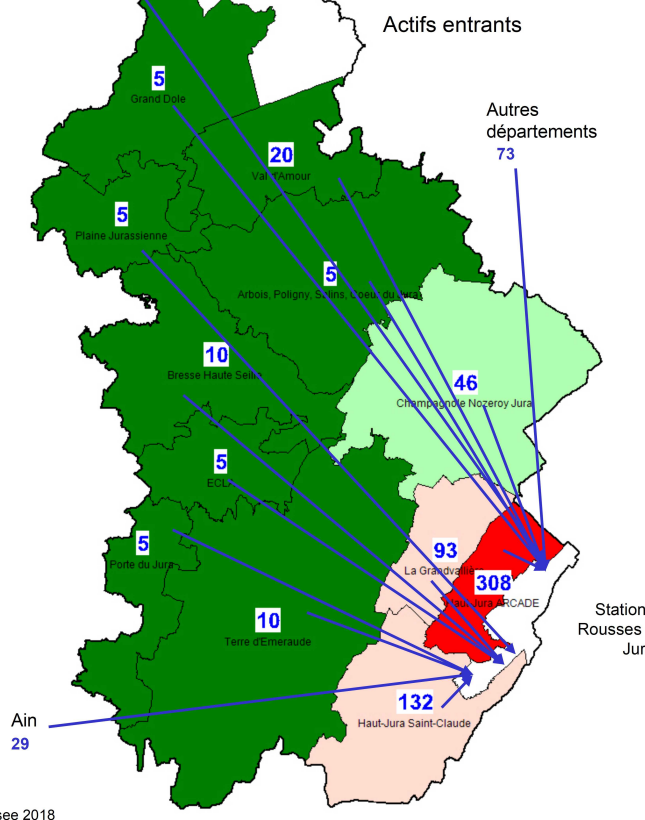 Actifs entrants
5
Grand Dole
Autres
départements
73
20
Val d'Amour
5
Plaine Jurassienne
5
Arbois, Poligny, Salins, Coeur du Jura
10
Bresse Haute Seille
46
Champagnole Nozeroy Jura
5
ECLA
5
Porte du Jura
93
La Grandvallière
308
Haut-Jura ARCADE
Station
Rousses
Jur
10
Terre d'Emeraude
132
Haut-Jura Saint-Claude
Ain
29
see 2018